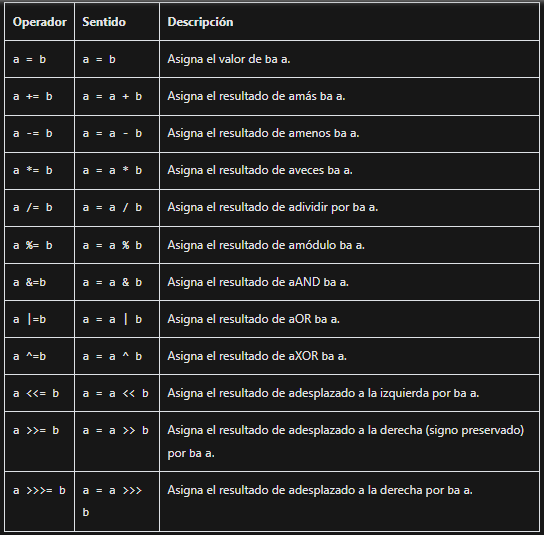 Operador Sentido Descripción
a = b a = b Asigna el valor de ba a.
a += b a = a + b Asigna el resultado de amás ba a.
a -= b a = a - b Asigna el resultado de amenos ba a.
a *= b a = a * b Asigna el resultado de aveces ba a.
a /= b a = a / b Asigna el resultado de adividir por ba a.
a %= b a = a % b Asigna el resultado de amódulo ba a.
a &=b a = a & b Asigna el resultado de aAND ba a.
a |=b a = a | b Asigna el resultado de aOR ba a.
a ^=b a = a ^ b Asigna el resultado de aXOR ba a.
a <<= b a = a << b Asigna el resultado de adesplazado a la izquierda por ba a.
a >>= b a = a >> b Asigna el resultado de adesplazado a la derecha (signo preservado)
por ba a.
a >>>= b a = a >>> Asigna el resultado de adesplazado a la derecha por ba a.
b